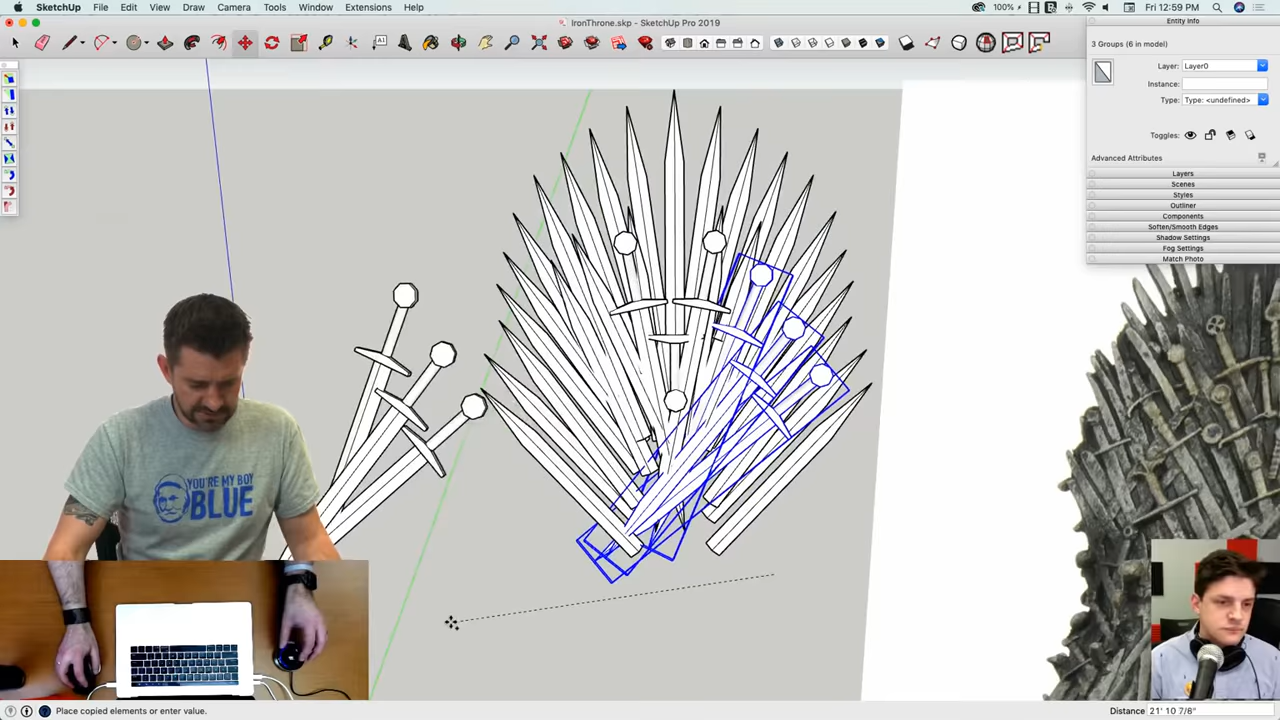 SketchUp File Edit View Draw Camera Tools Window Extensions Help
100% Fri Dec 12:59 PM
IronThrone.skp - SketchUp Pro 2019
Entity Info
3 Groups (6 in model)
Layer: Layer0
Instance:
Type: Type: <undefined>
Toggles:
Advanced Attributes
Layers
Scenes
Styles
Outliner
Components
Soften/Smooth Edges
Shadow Settings
Fog Settings
Match Photo
YOU'RE MY BOY
BLUE
Place copied elements or enter value.
Distance 21' 10 7/8"